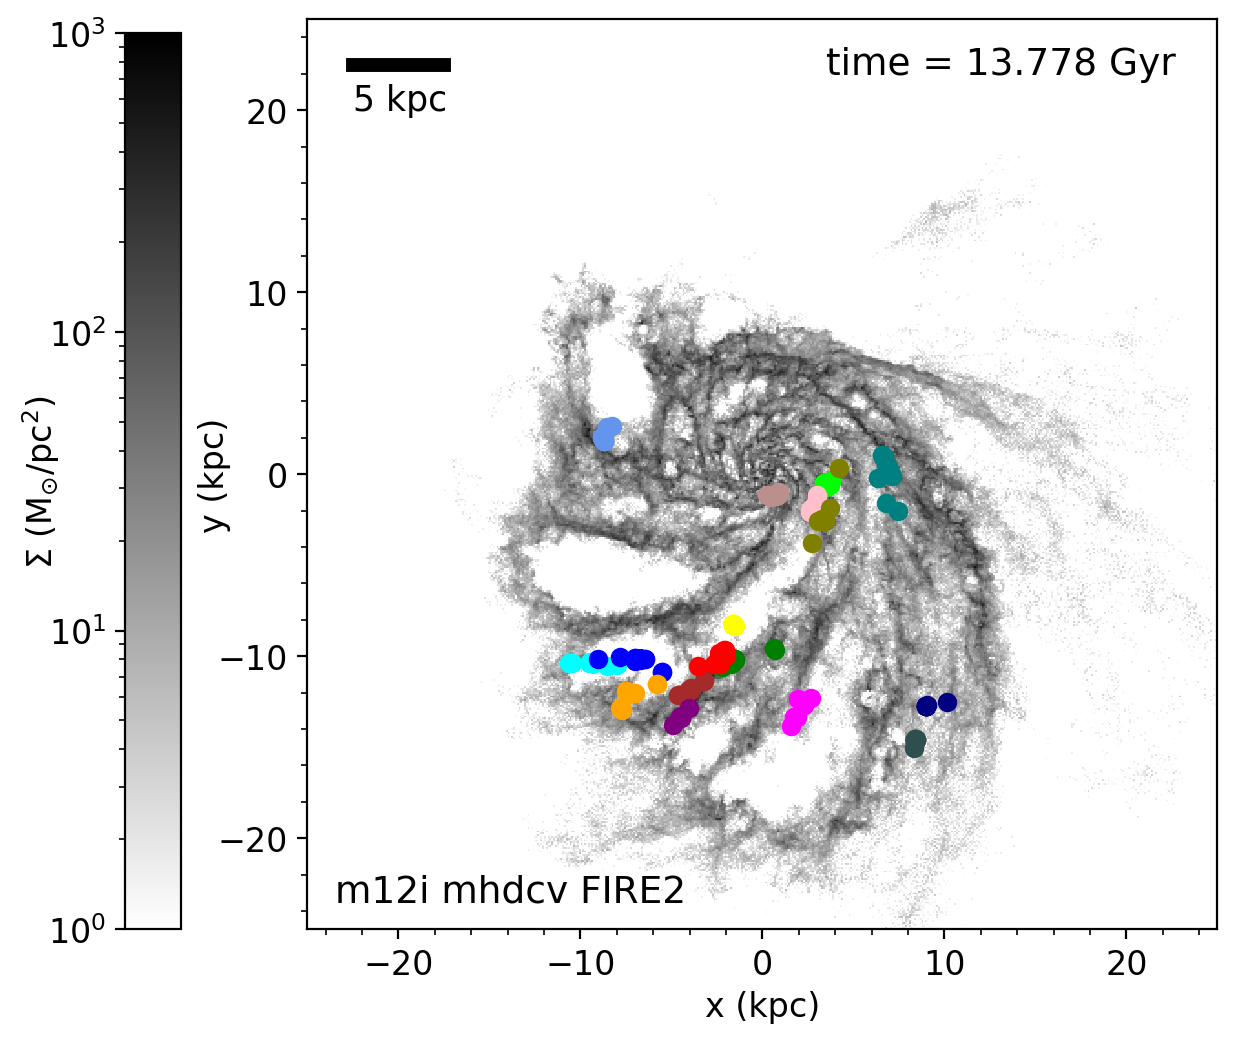 10³
10²
10¹
10⁰
Σ (M⊙/pc²)
5 kpc
time = 13.778 Gyr
20
10
0
−10
−20
y (kpc)
m12i mhdcv FIRE2
−20
−10
0
10
20
x (kpc)